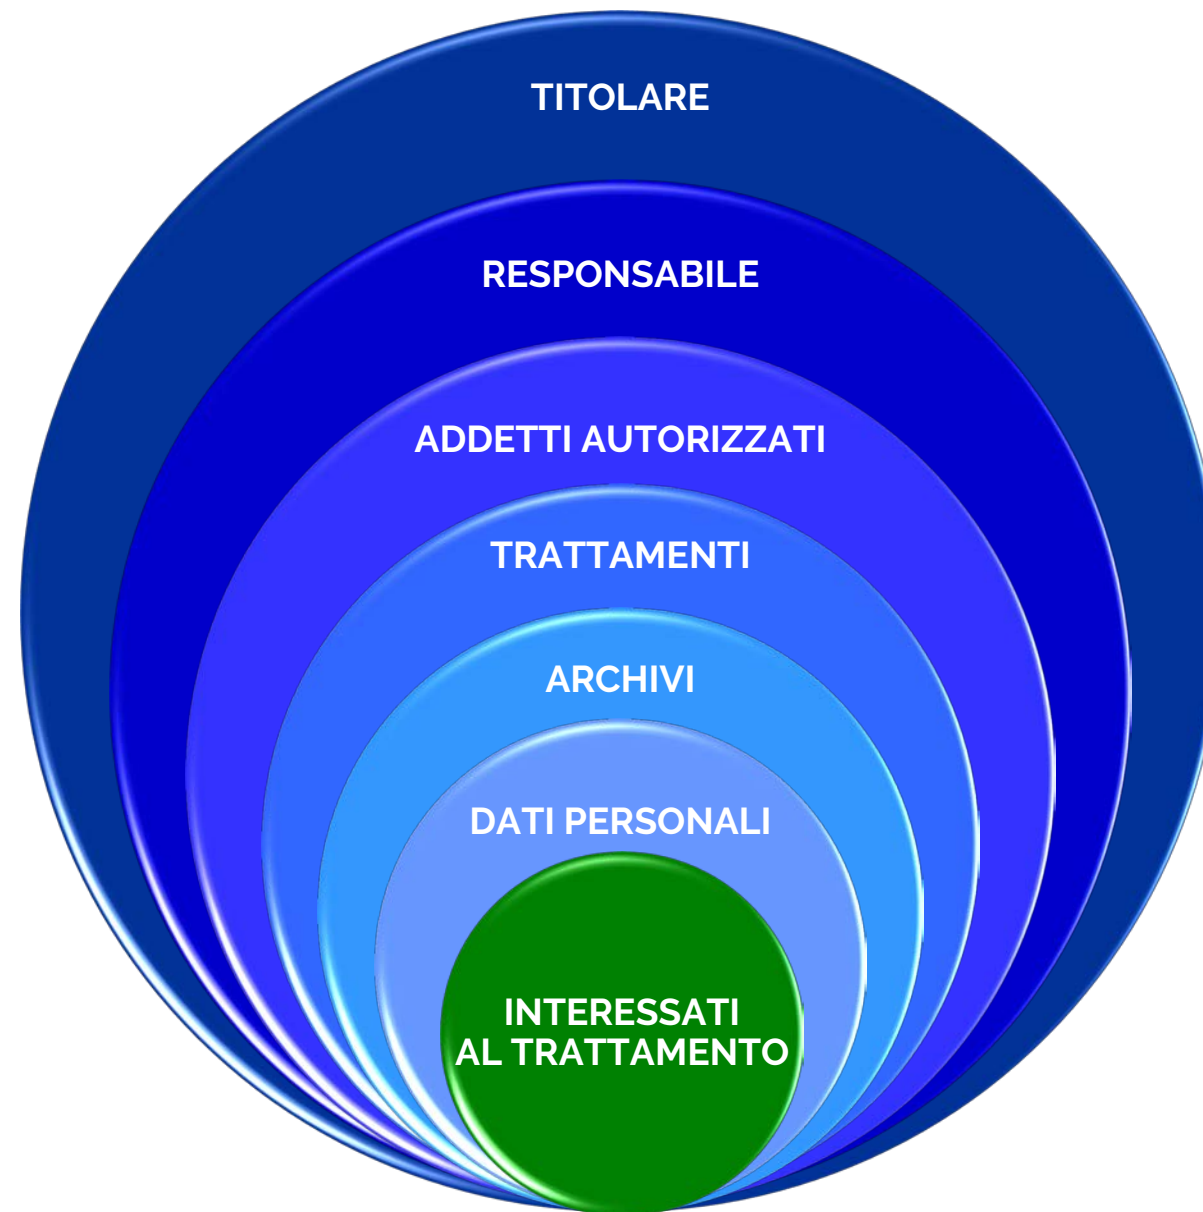 TITOLARE
RESPONSABILE
ADDETTI AUTORIZZATI
TRATTAMENTI
ARCHIVI
DATI PERSONALI
INTERESSATI
AL TRATTAMENTO